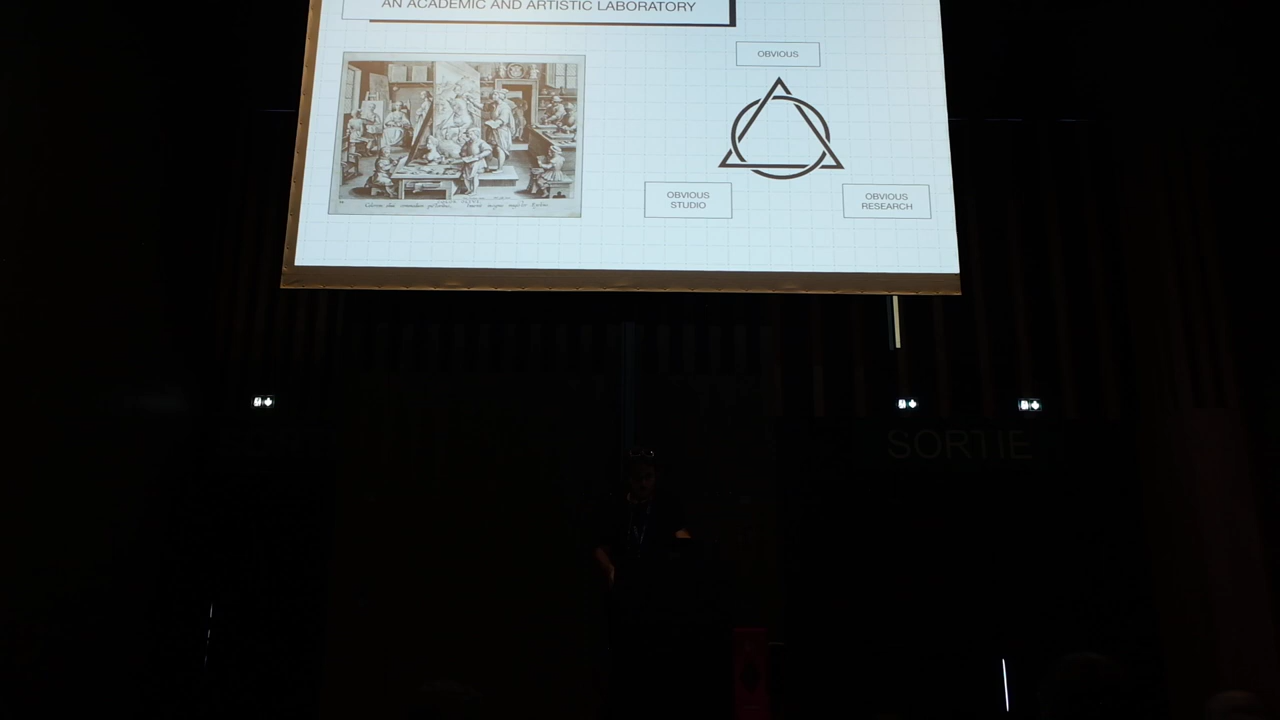 AN ACADEMIC AND ARTISTIC LABORATORY
OBVIOUS
OBVIOUS
STUDIO
OBVIOUS
RESEARCH
SORTIE